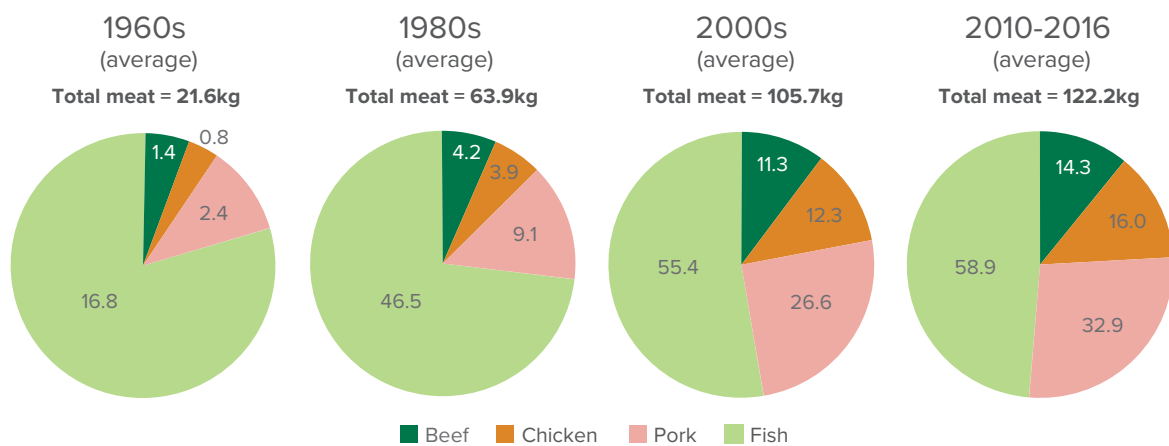 1960s
(average)
Total meat = 21.6kg
1.4
0.8
2.4
16.8
1980s
(average)
Total meat = 63.9kg
4.2
3.9
9.1
46.5
2000s
(average)
Total meat = 105.7kg
11.3
12.3
26.6
55.4
2010-2016
(average)
Total meat = 122.2kg
14.3
16.0
32.9
58.9
Beef Chicken Pork Fish